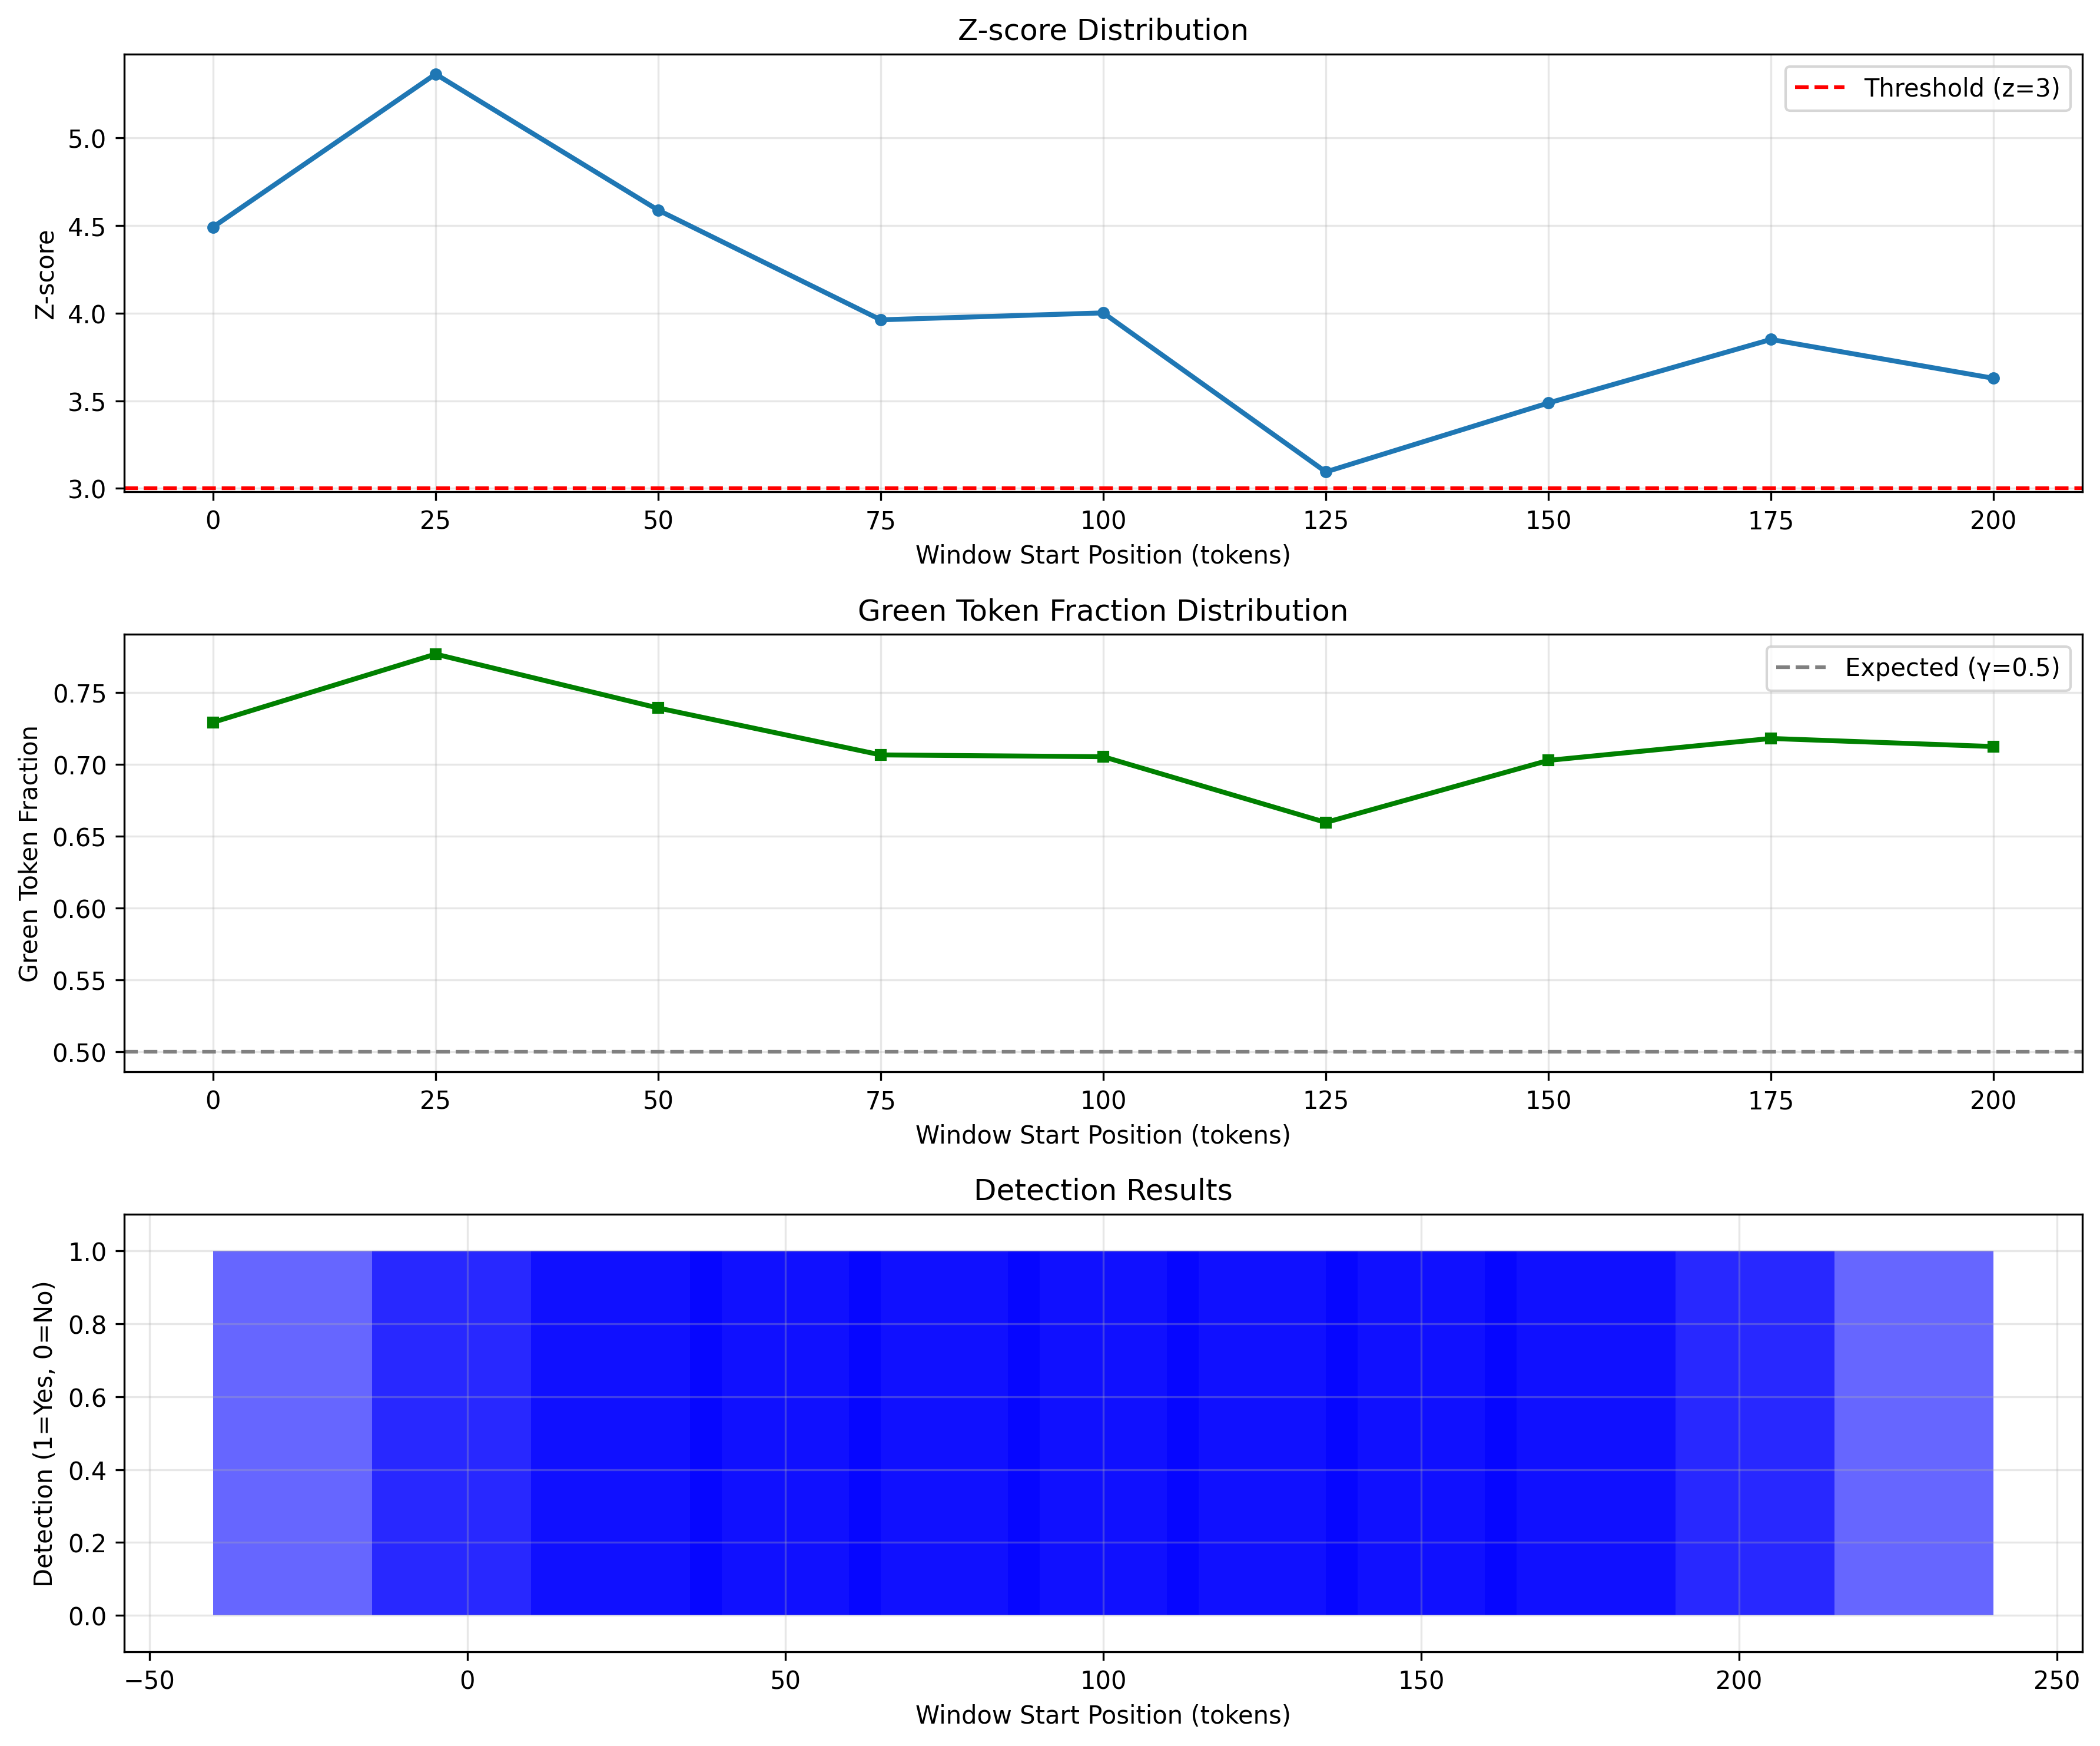 Z-score Distribution
Threshold (z=3)
Z-score
5.0
4.5
4.0
3.5
3.0
0 25 50 75 100 125 150 175 200
Window Start Position (tokens)
Green Token Fraction Distribution
Expected (γ=0.5)
Green Token Fraction
0.75
0.70
0.65
0.60
0.55
0.50
0 25 50 75 100 125 150 175 200
Window Start Position (tokens)
Detection Results
Detection (1=Yes, 0=No)
1.0
0.8
0.6
0.4
0.2
0.0
−50 0 50 100 150 200 250
Window Start Position (tokens)